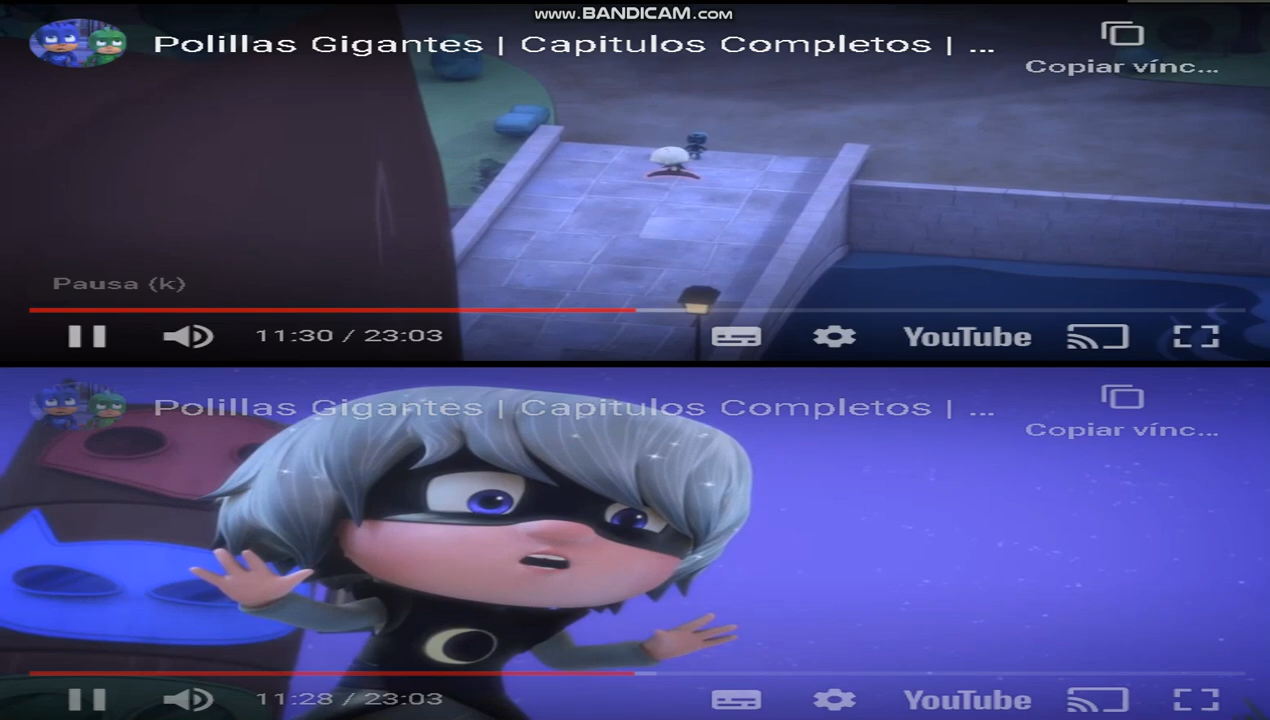 www.BANDICAM.com
Polillas Gigantes | Capitulos Completos | ...
Copiar vínc...
Pausa (k)
11:30 / 23:03
YouTube
Polillas Gigantes | Capitulos Completos | ...
Copiar vínc...
11:28 / 23:03
YouTube